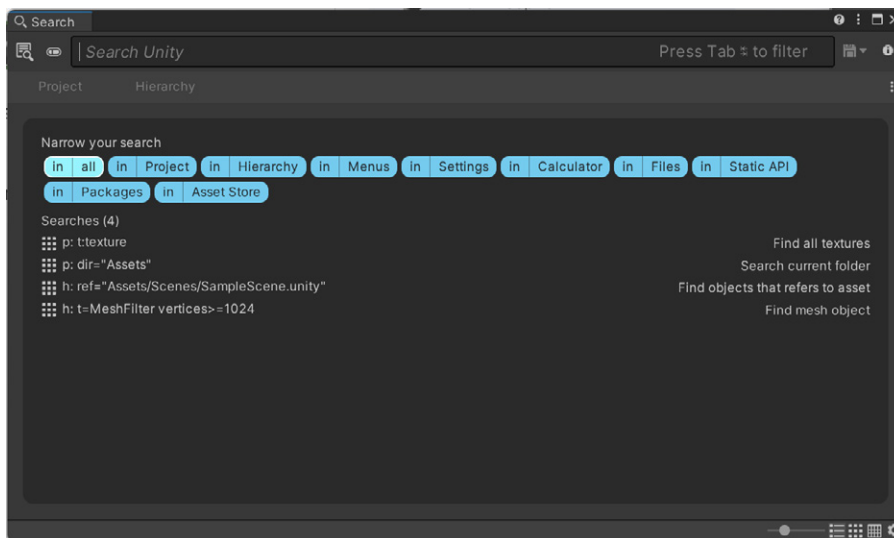 Search
Search Unity Press Tab to filter
Project Hierarchy
Narrow your search
in all in Project in Hierarchy in Menus in Settings in Calculator in Files in Static API
in Packages in Asset Store
Searches (4)
p: t:texture Find all textures
p: dir="Assets" Search current folder
h: ref="Assets/Scenes/SampleScene.unity" Find objects that refers to asset
h: t=MeshFilter vertices>=1024 Find mesh object